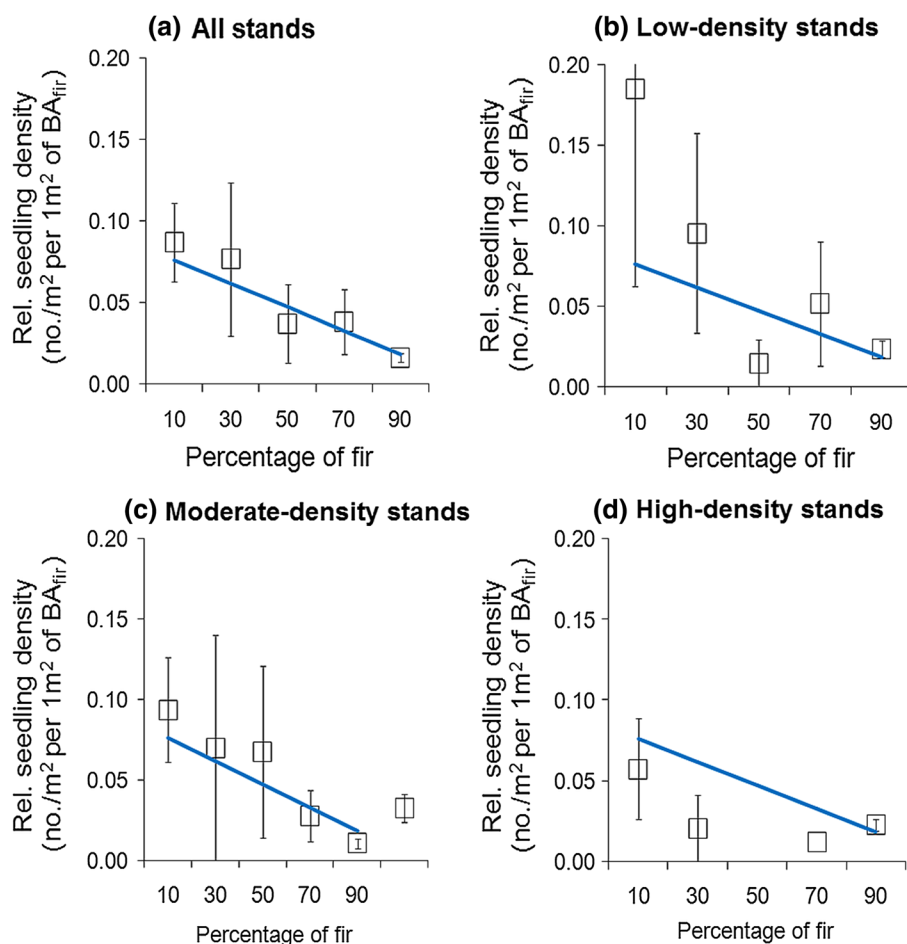 (a) All stands
Rel. seedling density
(no./m² per 1m² of BAfir)
0.20
0.15
0.10
0.05
0.00
10 30 50 70 90
Percentage of fir
(b) Low-density stands
Rel. seedling density
(no./m² per 1m² of BAfir)
0.20
0.15
0.10
0.05
0.00
10 30 50 70 90
Percentage of fir
(c) Moderate-density stands
Rel. seedling density
(no./m² per 1m² of BAfir)
0.20
0.15
0.10
0.05
0.00
10 30 50 70 90
Percentage of fir
(d) High-density stands
Rel. seedling density
(no./m² per 1m² of BAfir)
0.20
0.15
0.10
0.05
0.00
10 30 50 70 90
Percentage of fir